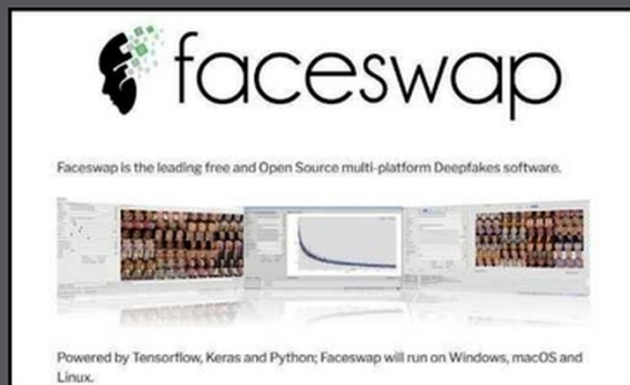 faceswap
Faceswap is the leading free and Open Source multi-platform Deepfakes software.
Powered by Tensorflow, Keras and Python; Faceswap will run on Windows, macOS and
Linux.